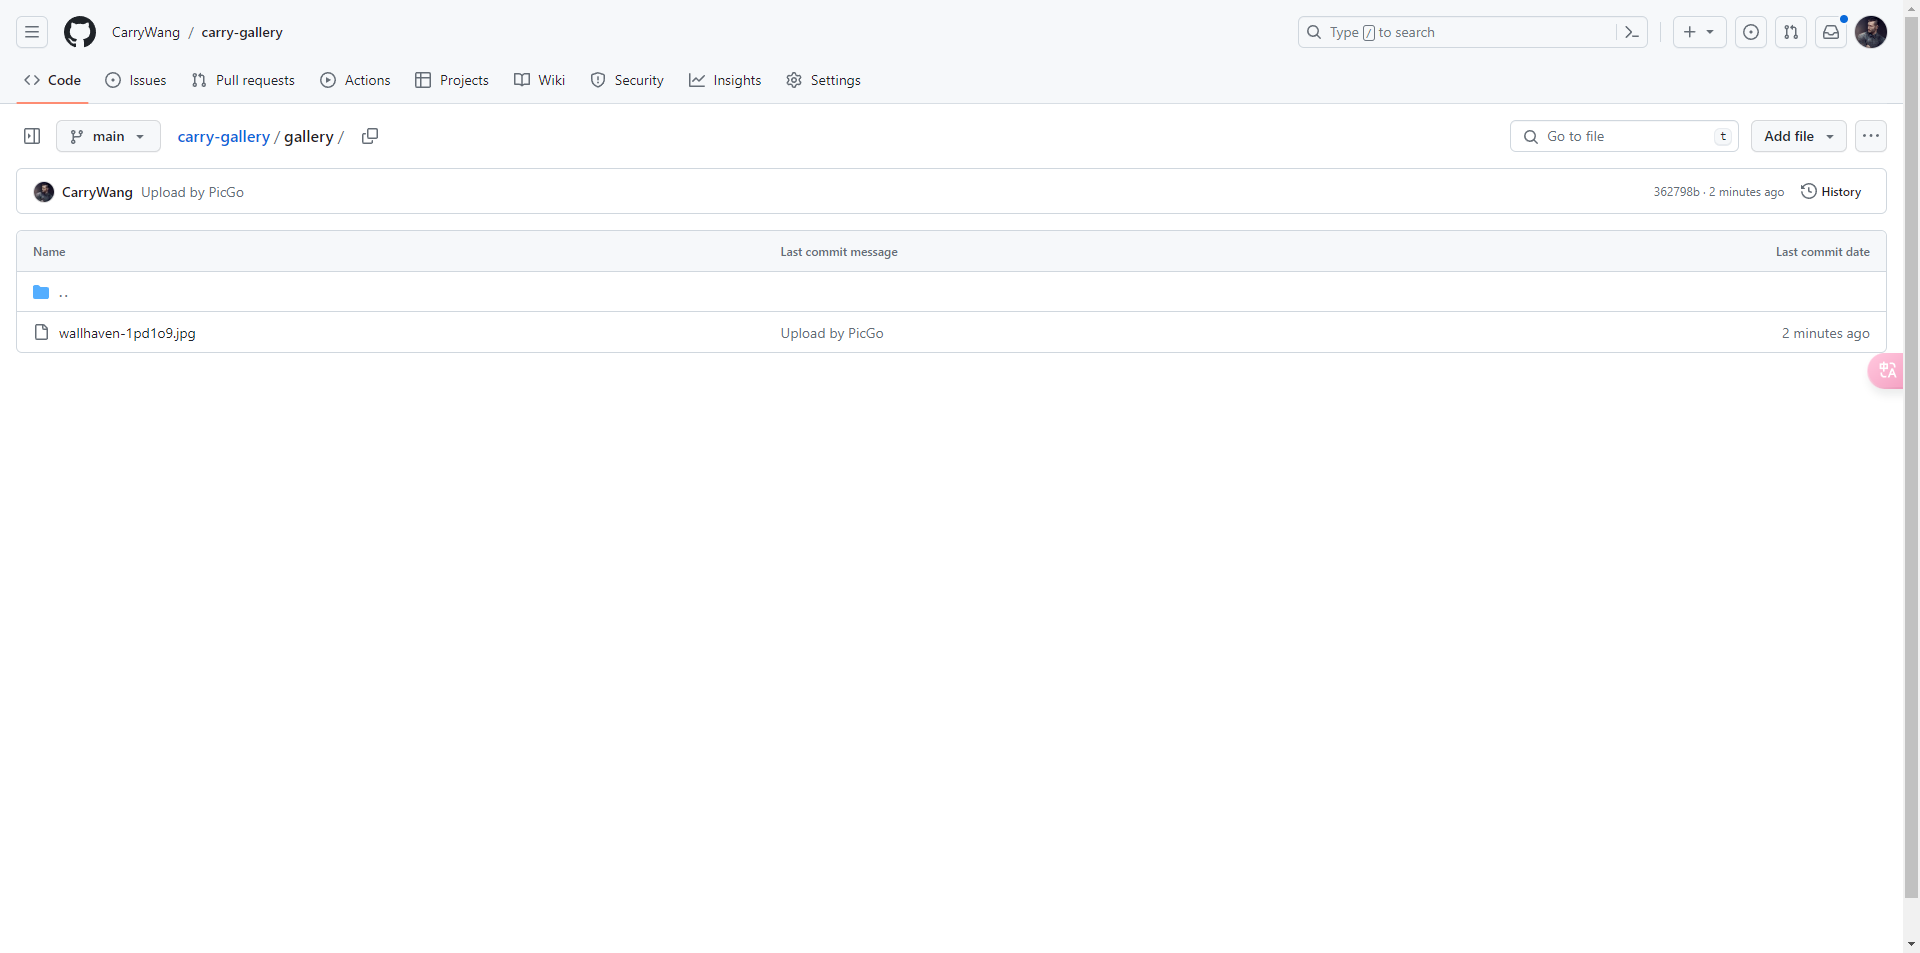 CarryWang / carry-gallery
Type / to search
Code Issues Pull requests Actions Projects Wiki Security Insights Settings
main carry-gallery / gallery / Go to file t Add file
CarryWang Upload by PicGo 362798b · 2 minutes ago History
Name Last commit message Last commit date
..
wallhaven-1pd1o9.jpg Upload by PicGo 2 minutes ago
中A